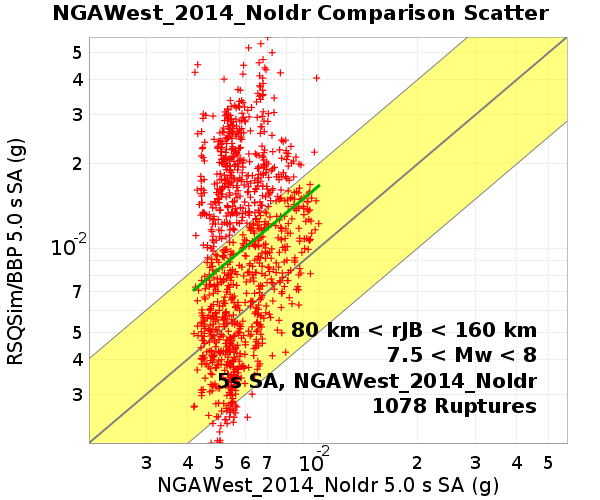 NGAWest_2014_NoIdr Comparison Scatter
RSQSim/BBP 5.0 s SA (g)
5
4
3
2
10-2
7
5
4
3
80 km < rJB < 160 km
7.5 < Mw < 8
5s SA, NGAWest_2014_NoIdr
1078 Ruptures
3 4 5 6 7 10-2 2 3 4 5
NGAWest_2014_NoIdr 5.0 s SA (g)